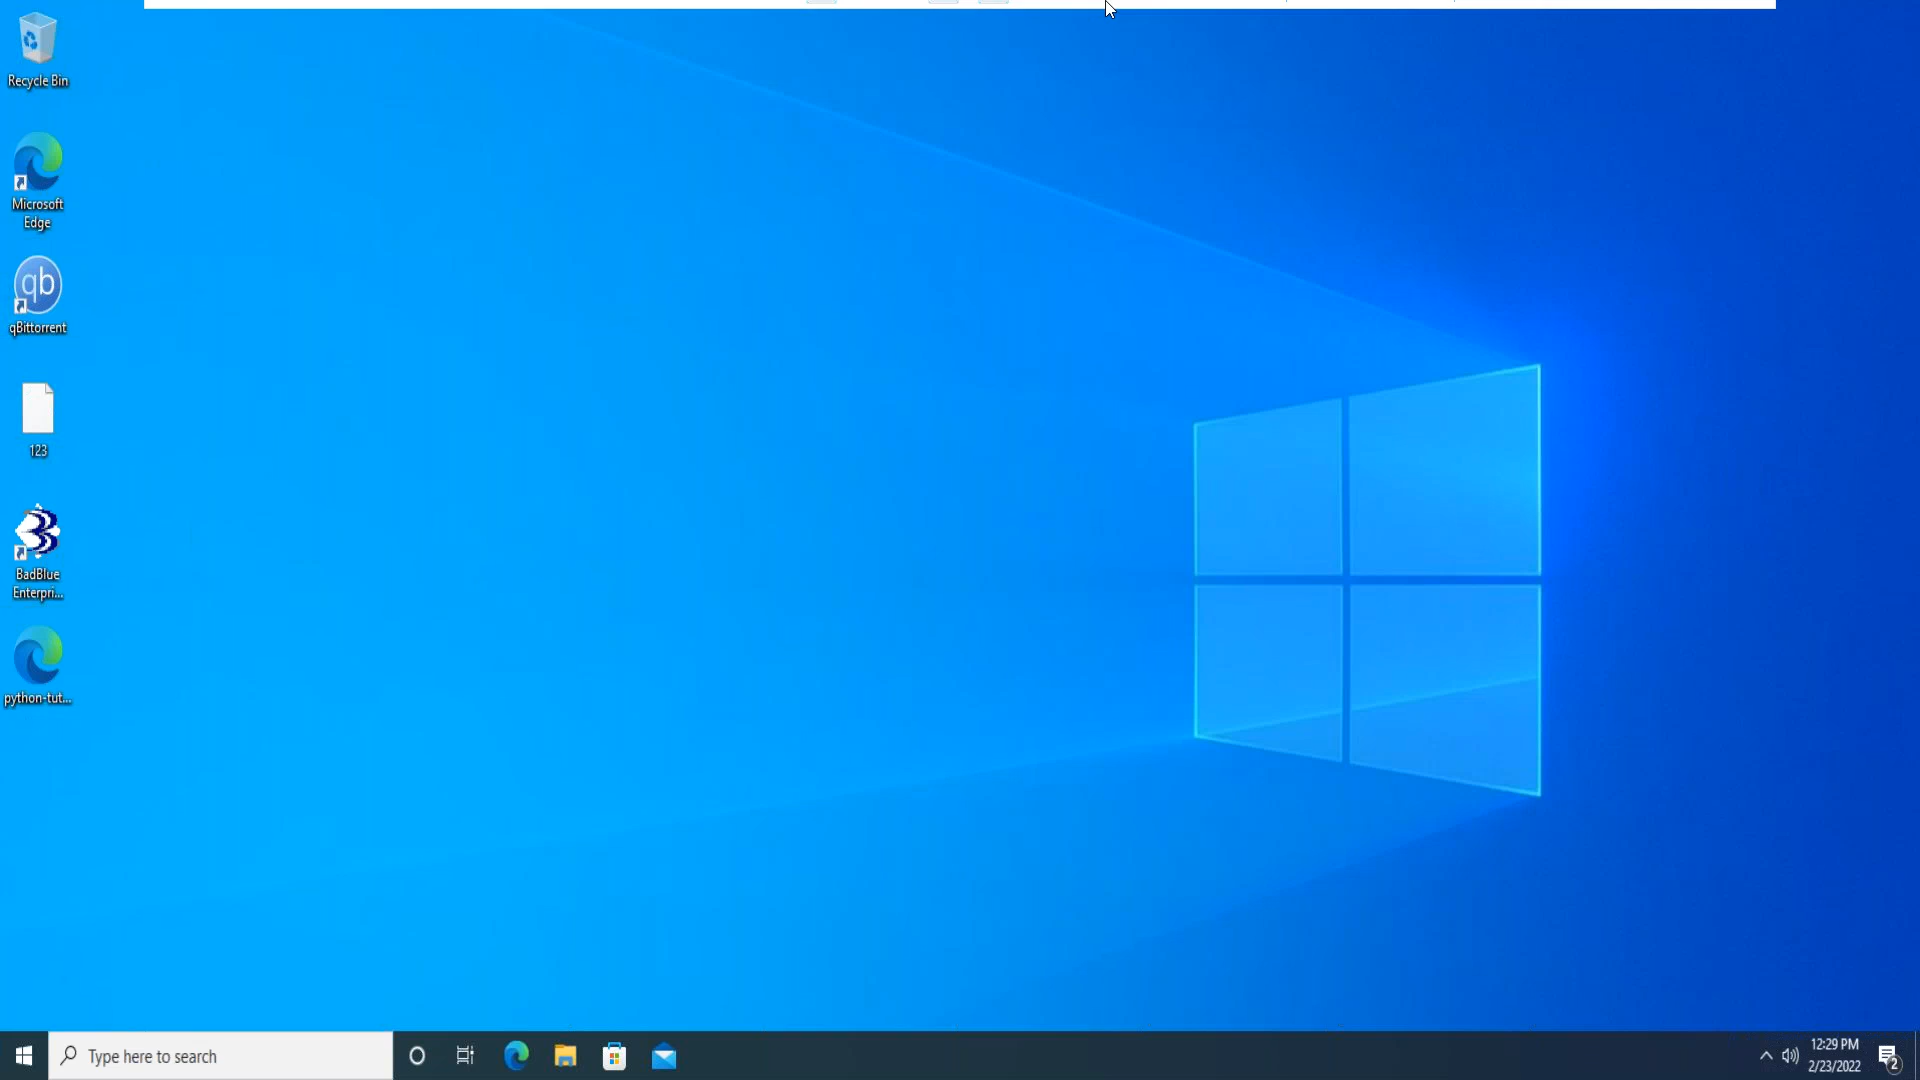 Recycle Bin
Microsoft
Edge
qb
qBittorrent
123
BadBlue
Enterpri...
python-tut...
Type here to search
12:29 PM
2/23/2022
2